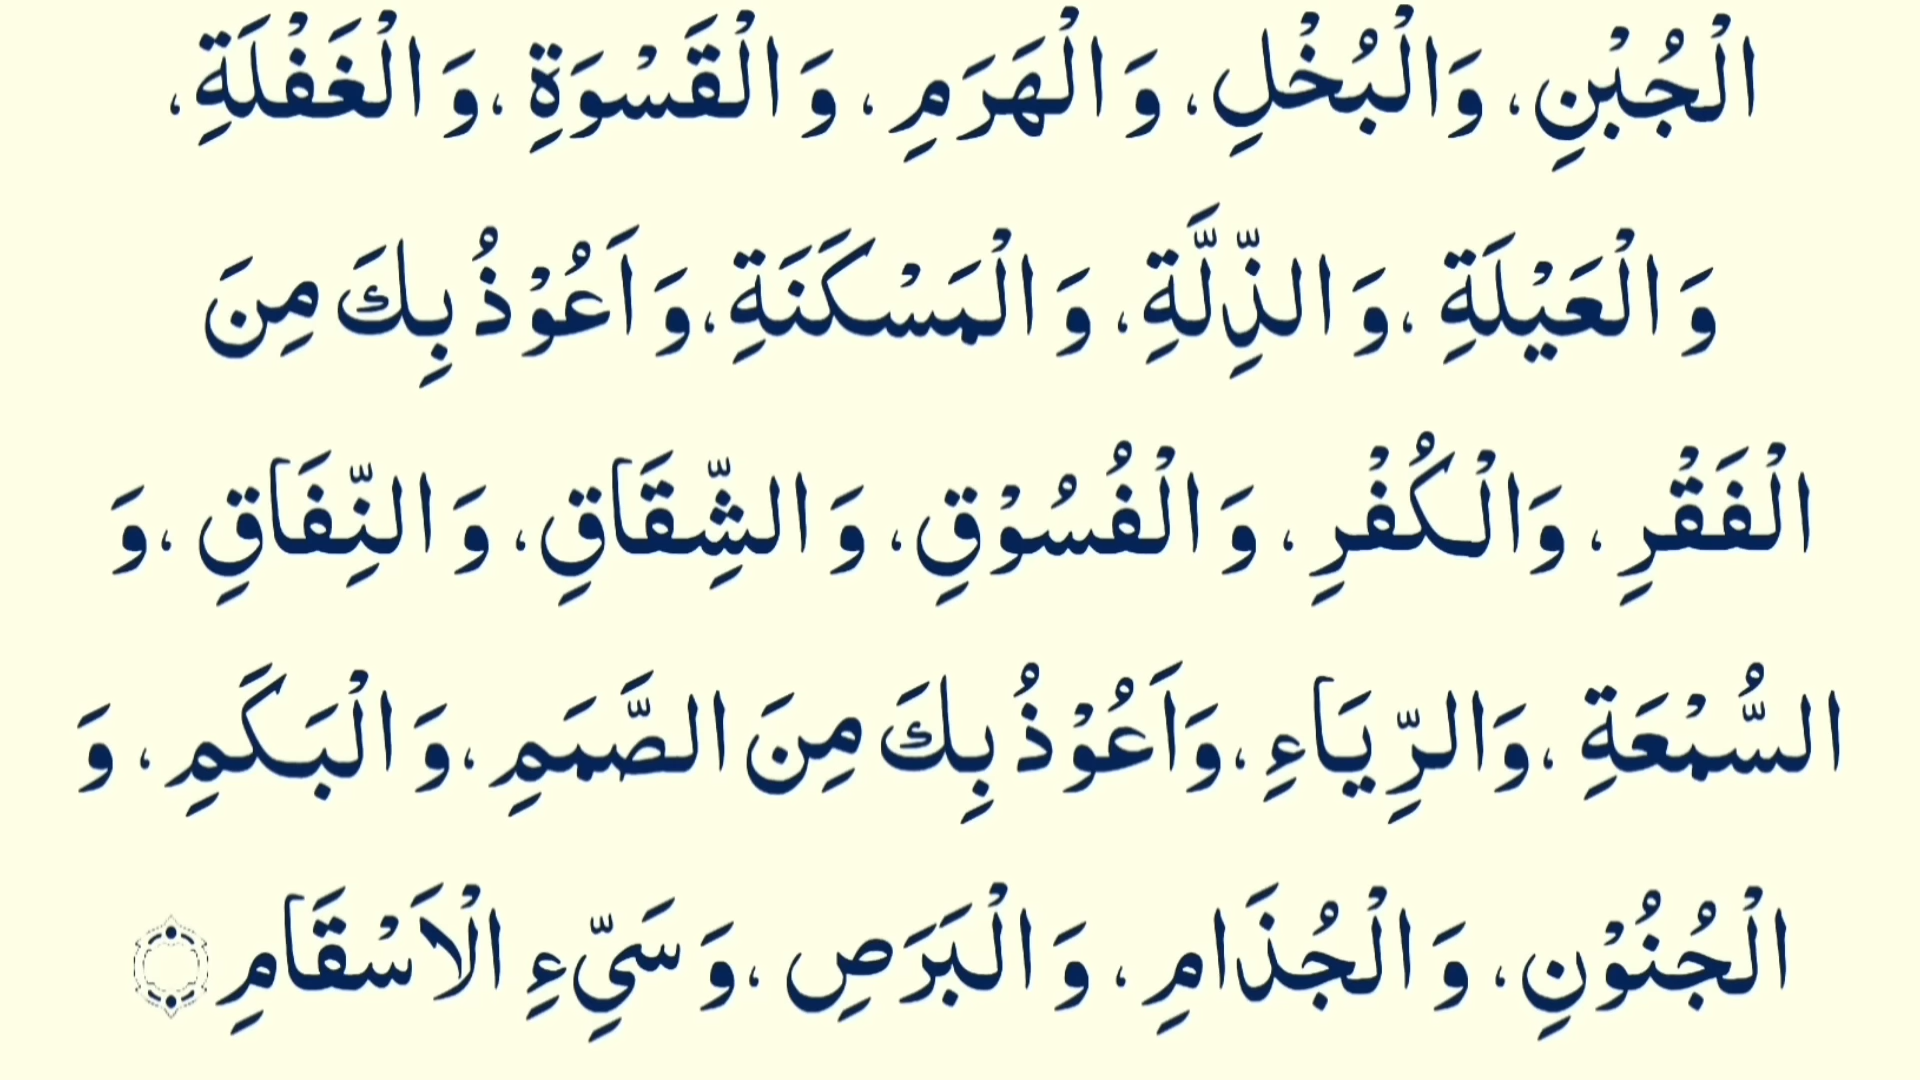 الْجُبْنِ، وَالْبُخْلِ، وَ الْهَرَمِ ، وَ الْقَسْوَةِ ،وَ الْغَفْلَةِ،
وَ الْعَيْلَةِ ،وَ الذِّلَّةِ، وَ الْمَسْكَنَةِ،وَ اَعُوْذُ بِكَ مِنَ
الْفَقْرِ، وَالْكُفْرِ، وَ الْفُسُوْقِ، وَ الشِّقَاقِ، وَ النِّفَاقِ ،وَ
السُّمْعَةِ ،وَالرِّيَاءِ ،وَاَعُوْذُ بِكَ مِنَ الصَّمَمِ ،وَ الْبَكَمِ، وَ
الْجُنُوْنِ، وَ الْجُذَامِ، وَ الْبَرَصِ ،وَ سَيِّءِ الْاَسْقَامِ